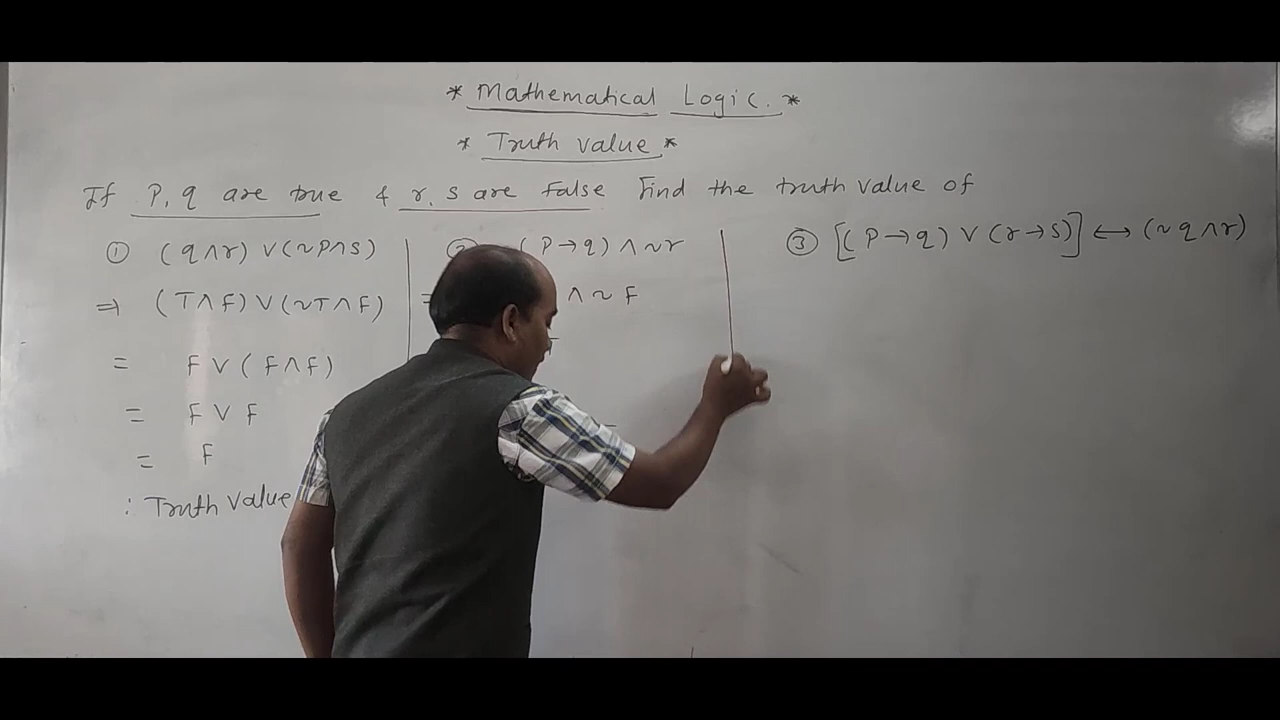 * Mathematical Logic. *
* Truth value *
If P, q are true & r, s are False Find the truth value of
① (q∧r) ∨ (~P∧s)
⇒ (T∧F) ∨ (~T∧F)
= F ∨ (F∧F)
= F ∨ F
= F
: Truth Value
(P→q) ∧ ~r
= ∧ ~ F
③ [(P→q) ∨ (r→s)] ↔ (~q∧r)